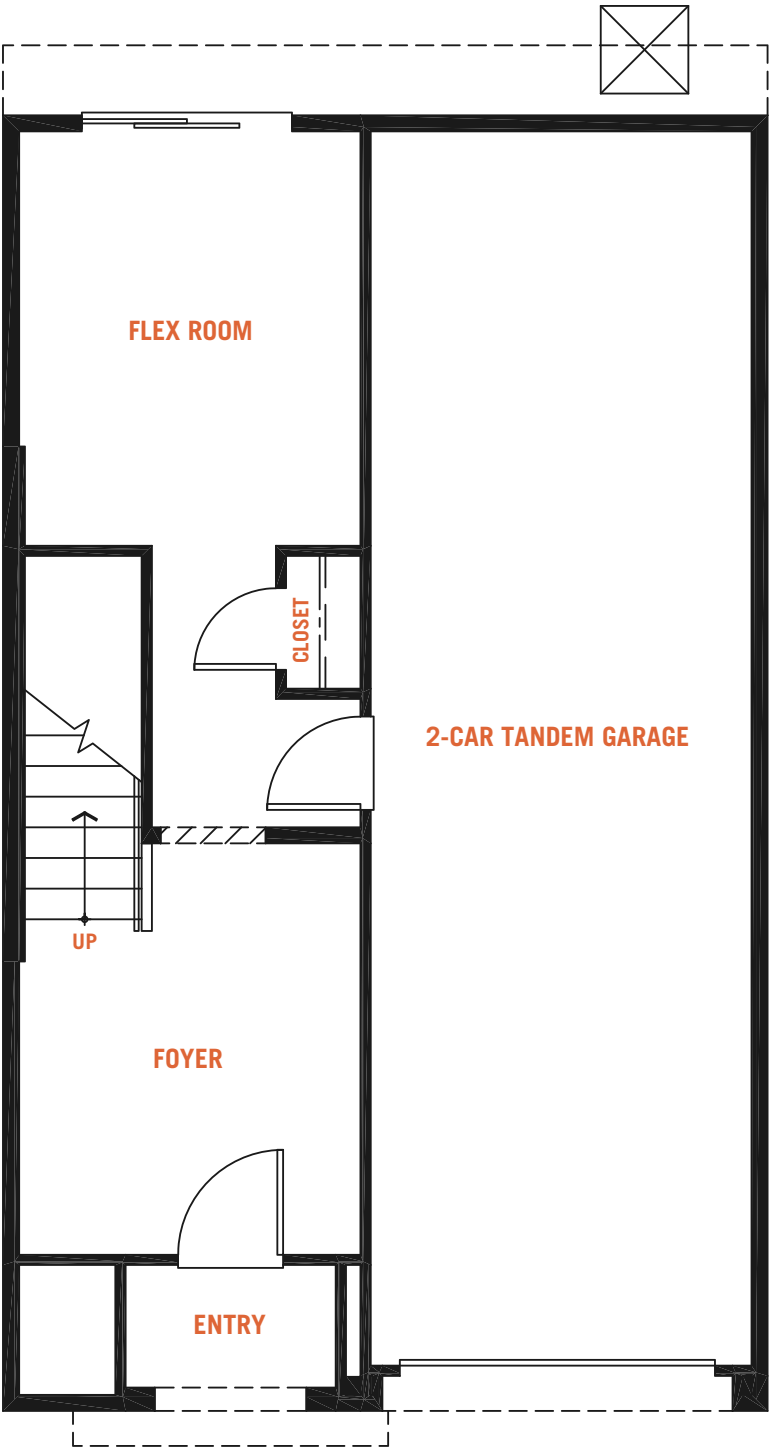 FLEX ROOM
CLOSET
2-CAR TANDEM GARAGE
UP
FOYER
ENTRY